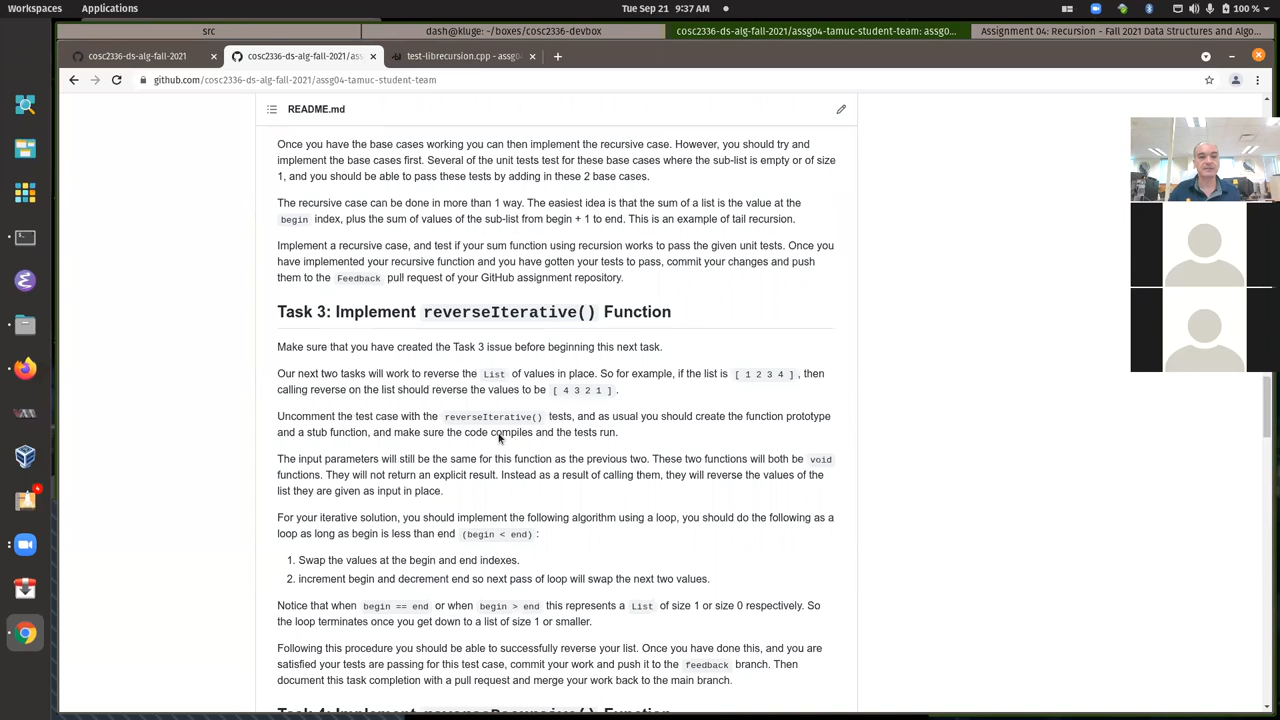 Workspaces Applications Tue Sep 21 9:37 AM 100 %
src
dash@kluge: ~/boxes/cosc2336-devbox
cosc2336-ds-alg-fall-2021/assg04-tamuc-student-team: assg0...
Assignment 04: Recursion - Fall 2021 Data Structures and Algo...
cosc2336-ds-alg-fall-2021
cosc2336-ds-alg-fall-2021/ass
test-librecursion.cpp - assg0
github.com/cosc2336-ds-alg-fall-2021/assg04-tamuc-student-team
README.md
Once you have the base cases working you can then implement the recursive case. However, you should try and
implement the base cases first. Several of the unit tests test for these base cases where the sub-list is empty or of size
1, and you should be able to pass these tests by adding in these 2 base cases.
The recursive case can be done in more than 1 way. The easiest idea is that the sum of a list is the value at the
begin index, plus the sum of values of the sub-list from begin + 1 to end. This is an example of tail recursion.
Implement a recursive case, and test if your sum function using recursion works to pass the given unit tests. Once you
have implemented your recursive function and you have gotten your tests to pass, commit your changes and push
them to the Feedback pull request of your GitHub assignment repository.
Task 3: Implement reverseIterative() Function
Make sure that you have created the Task 3 issue before beginning this next task.
Our next two tasks will work to reverse the List of values in place. So for example, if the list is [ 1 2 3 4 ] , then
calling reverse on the list should reverse the values to be [ 4 3 2 1 ] .
Uncomment the test case with the reverseIterative() tests, and as usual you should create the function prototype
and a stub function, and make sure the code compiles and the tests run.
The input parameters will still be the same for this function as the previous two. These two functions will both be void
functions. They will not return an explicit result. Instead as a result of calling them, they will reverse the values of the
list they are given as input in place.
For your iterative solution, you should implement the following algorithm using a loop, you should do the following as a
loop as long as begin is less than end (begin < end) :
1. Swap the values at the begin and end indexes.
2. increment begin and decrement end so next pass of loop will swap the next two values.
Notice that when begin == end or when begin > end this represents a List of size 1 or size 0 respectively. So
the loop terminates once you get down to a list of size 1 or smaller.
Following this procedure you should be able to successfully reverse your list. Once you have done this, and you are
satisfied your tests are passing for this test case, commit your work and push it to the feedback branch. Then
document this task completion with a pull request and merge your work back to the main branch.
Task 4: Implement reverseRecursive() Function